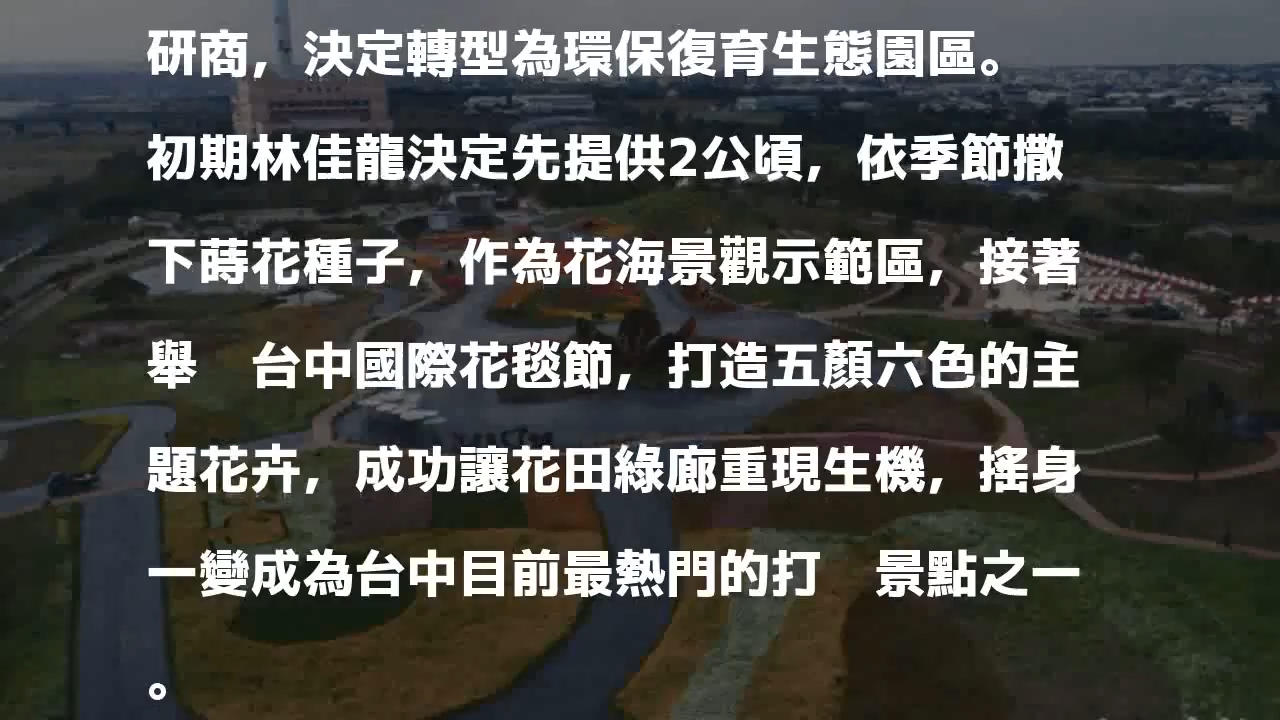 研商，決定轉型為環保復育生態園區。
初期林佳龍決定先提供2公頃，依季節撒
下蒔花種子，作為花海景觀示範區，接著
舉　台中國際花毯節，打造五顏六色的主
題花卉，成功讓花田綠廊重現生機，搖身
一變成為台中目前最熱門的打　景點之一
。